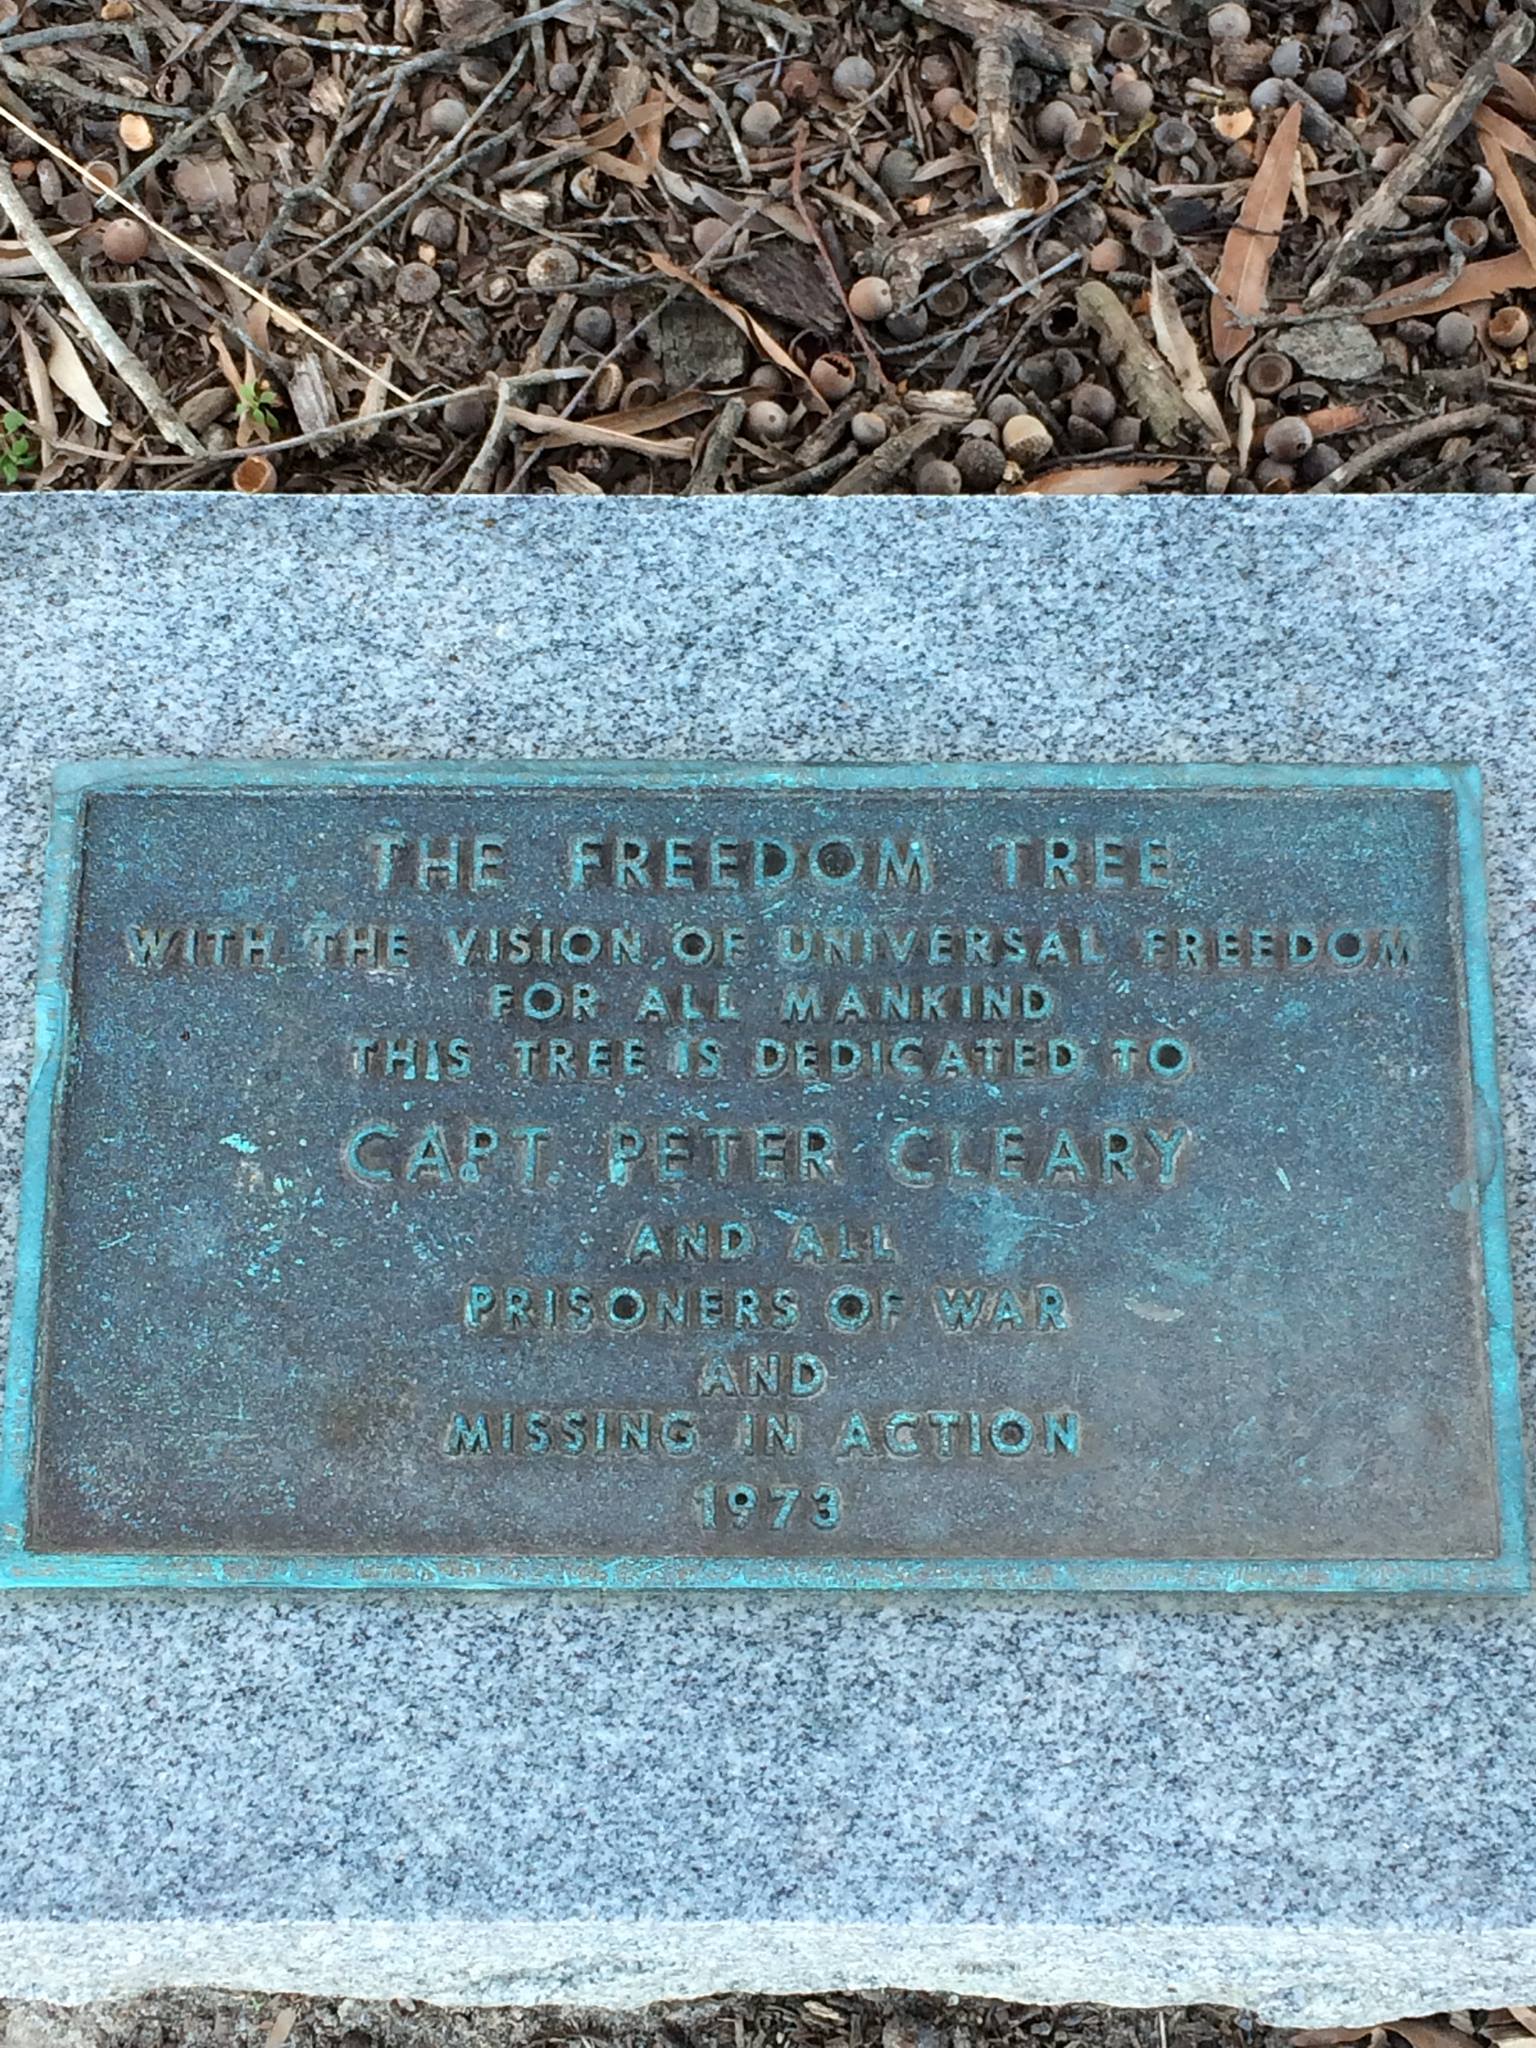 THE FREEDOM TREE
WITH THE VISION OF UNIVERSAL FREEDOM
FOR ALL MANKIND
THIS TREE IS DEDICATED TO
CAPT PETER CLEARY
AND ALL
PRISONERS OF WAR
AND
MISSING IN ACTION
1973